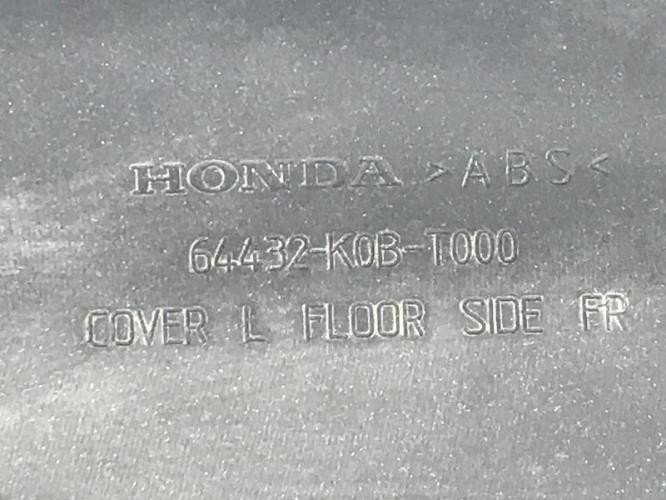 HONDA >ABS<
64432-K0B-T000
COVER L FLOOR SIDE FR